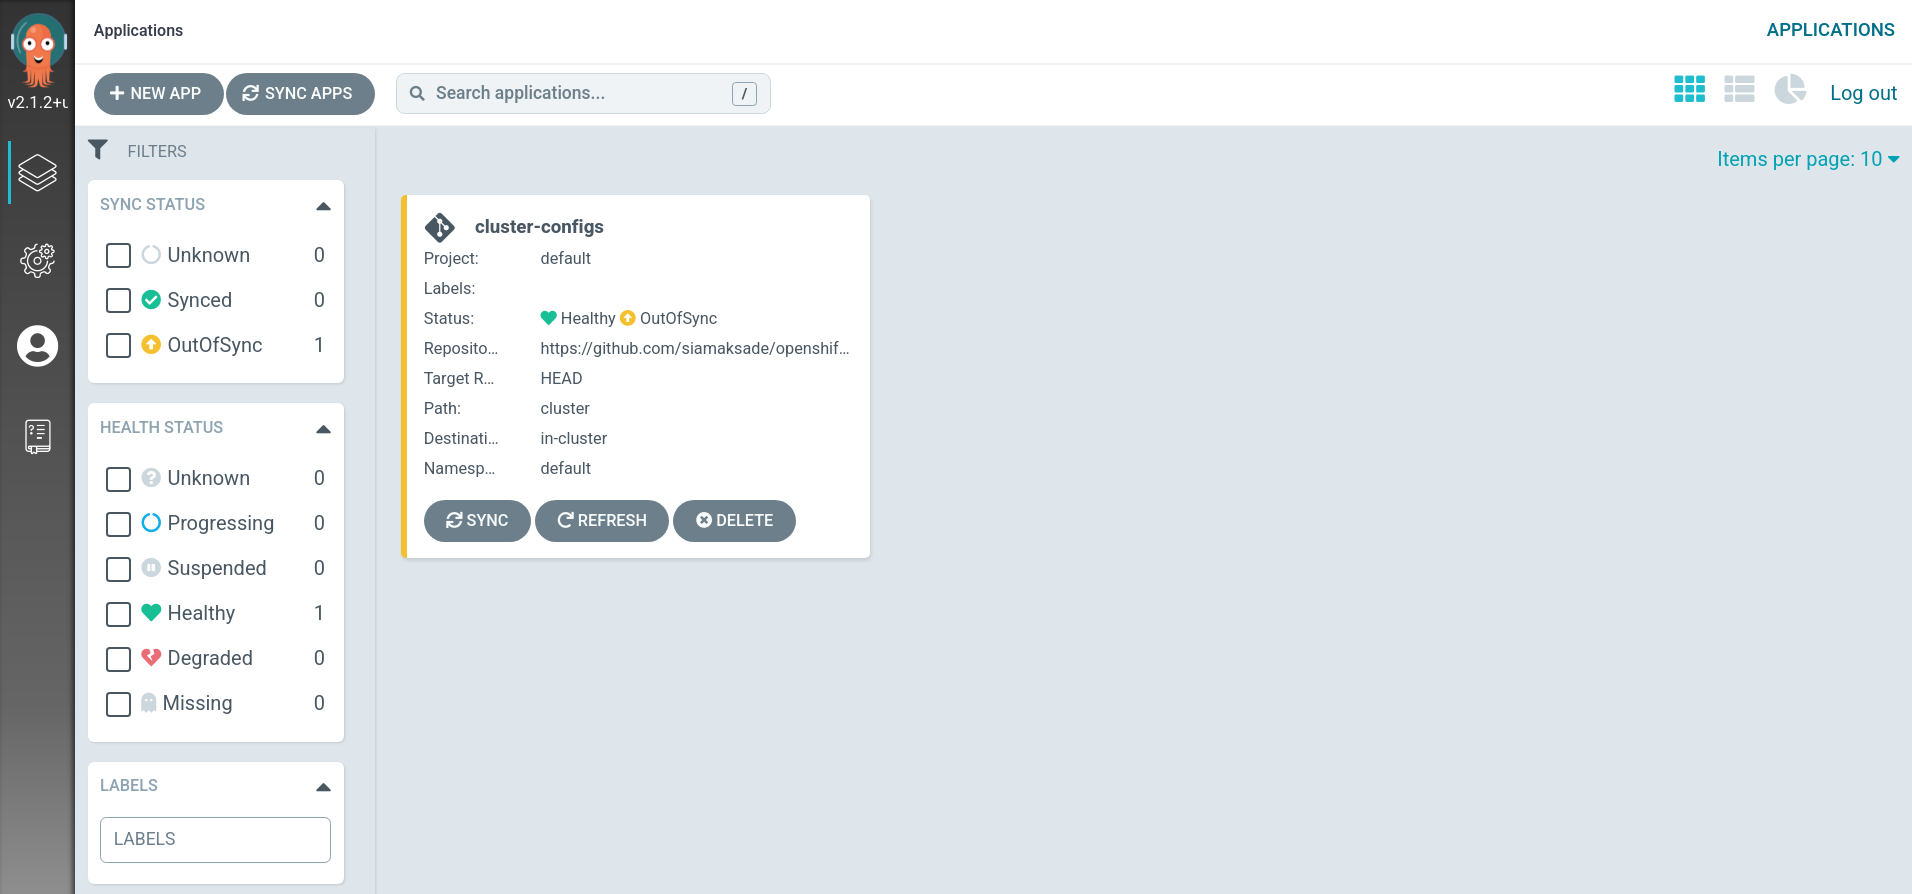 Applications
APPLICATIONS
v2.1.2+u
NEW APP
SYNC APPS
Search applications...
/
Log out
FILTERS
Items per page: 10
SYNC STATUS
Unknown 0
Synced 0
OutOfSync 1
HEALTH STATUS
Unknown 0
Progressing 0
Suspended 0
Healthy 1
Degraded 0
Missing 0
LABELS
LABELS
cluster-configs
Project: default
Labels:
Status: Healthy OutOfSync
Reposito... https://github.com/siamaksade/openshif...
Target R... HEAD
Path: cluster
Destinati... in-cluster
Namesp... default
SYNC
REFRESH
DELETE